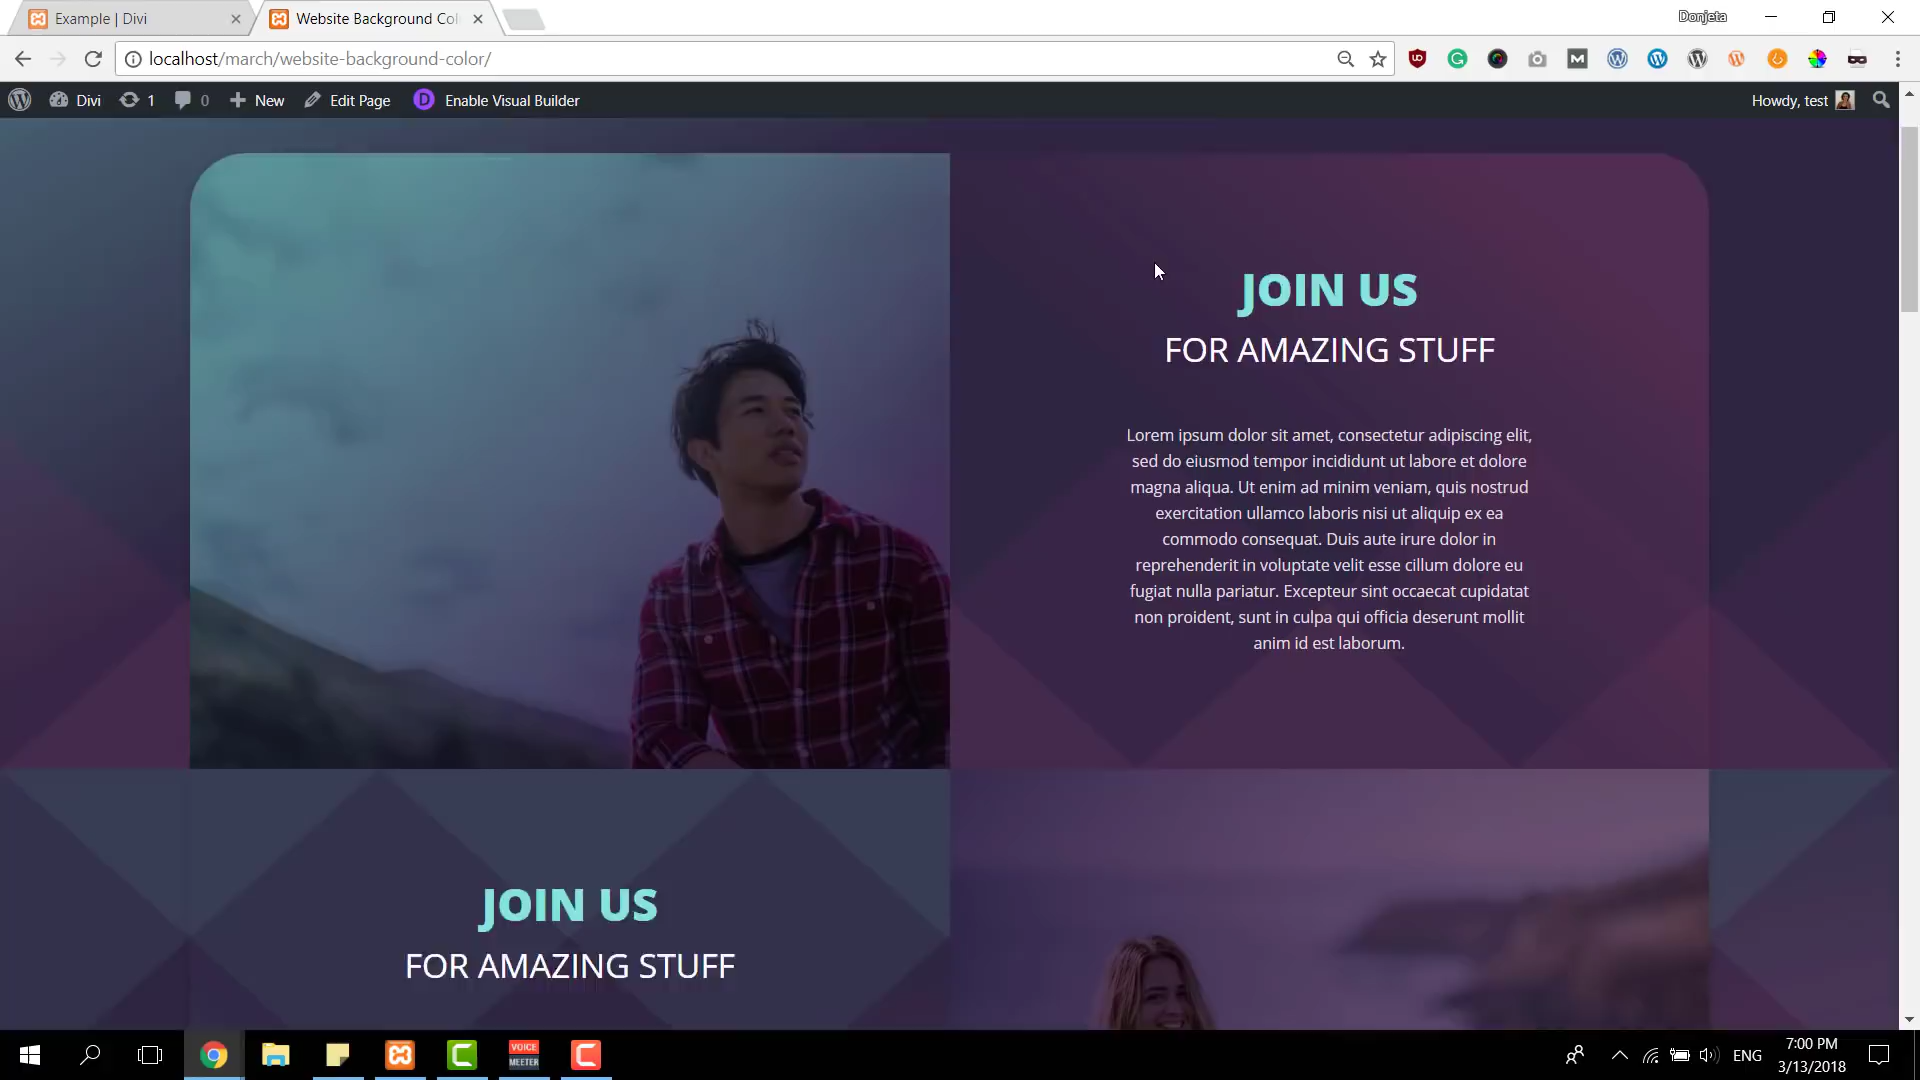 Example | Divi
Website Background Col
Donjeta
localhost/march/website-background-color/
Divi
1
0
New
Edit Page
D
Enable Visual Builder
Howdy, test
JOIN US
FOR AMAZING STUFF
Lorem ipsum dolor sit amet, consectetur adipiscing elit,
sed do eiusmod tempor incididunt ut labore et dolore
magna aliqua. Ut enim ad minim veniam, quis nostrud
exercitation ullamco laboris nisi ut aliquip ex ea
commodo consequat. Duis aute irure dolor in
reprehenderit in voluptate velit esse cillum dolore eu
fugiat nulla pariatur. Excepteur sint occaecat cupidatat
non proident, sunt in culpa qui officia deserunt mollit
anim id est laborum.
JOIN US
FOR AMAZING STUFF
VOICE
MEETER
ENG
7:00 PM
3/13/2018